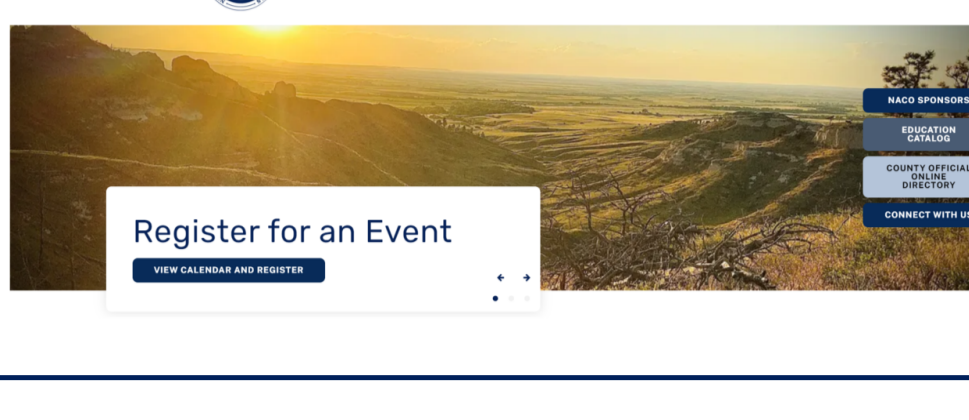 NACO SPONSORS
EDUCATION
CATALOG
COUNTY OFFICIAL
ONLINE
DIRECTORY
CONNECT WITH US
Register for an Event
VIEW CALENDAR AND REGISTER